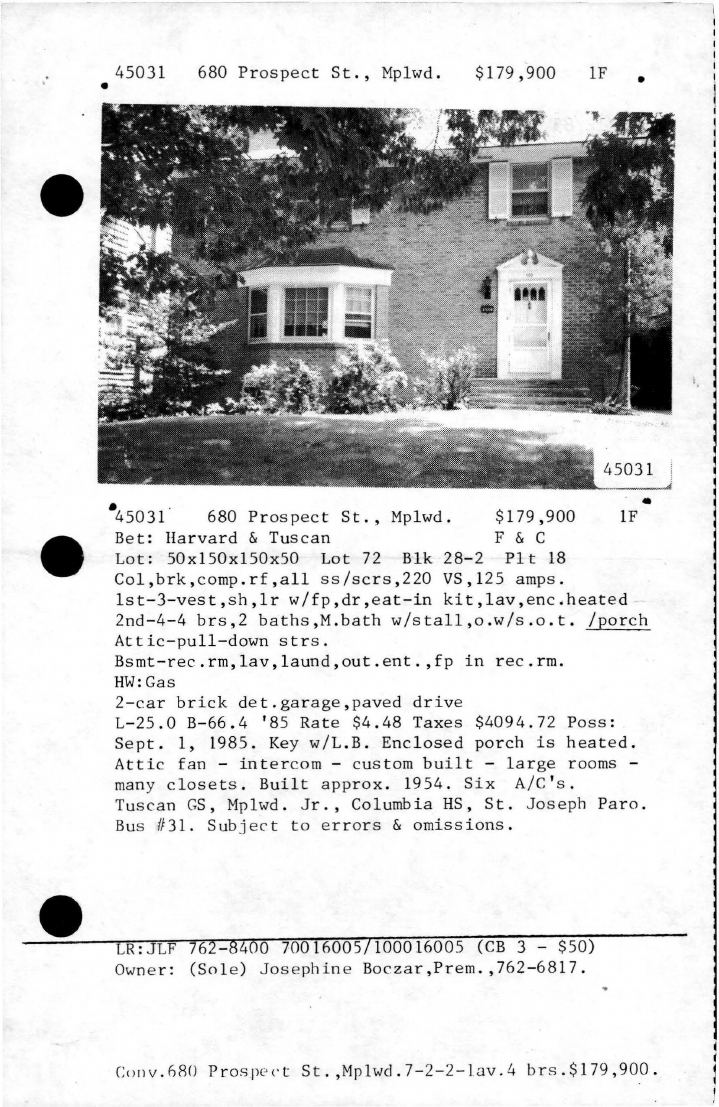 45031 680 Prospect St., Mplwd. $179,900 1F
45031
45031 680 Prospect St., Mplwd. $179,900 1F
Bet: Harvard & Tuscan F & C
Lot: 50x150x150x50 Lot 72 Blk 28-2 Plt 18
Col,brk,comp.rf,all ss/scrs,220 VS,125 amps.
1st-3-vest,sh,lr w/fp,dr,eat-in kit,lav,enc.heated
2nd-4-4 brs,2 baths,M.bath w/stall,o.w/s.o.t. /porch
Attic-pull-down strs.
Bsmt-rec.rm,lav,laund,out.ent.,fp in rec.rm.
HW:Gas
2-car brick det.garage,paved drive
L-25.0 B-66.4 '85 Rate $4.48 Taxes $4094.72 Poss:
Sept. 1, 1985. Key w/L.B. Enclosed porch is heated.
Attic fan - intercom - custom built - large rooms -
many closets. Built approx. 1954. Six A/C's.
Tuscan GS, Mplwd. Jr., Columbia HS, St. Joseph Paro.
Bus #31. Subject to errors & omissions.
LR:JLF 762-8400 70016005/100016005 (CB 3 - $50)
Owner: (Sole) Josephine Boczar,Prem.,762-6817.
Conv.680 Prospect St.,Mplwd.7-2-2-lav.4 brs.$179,900.